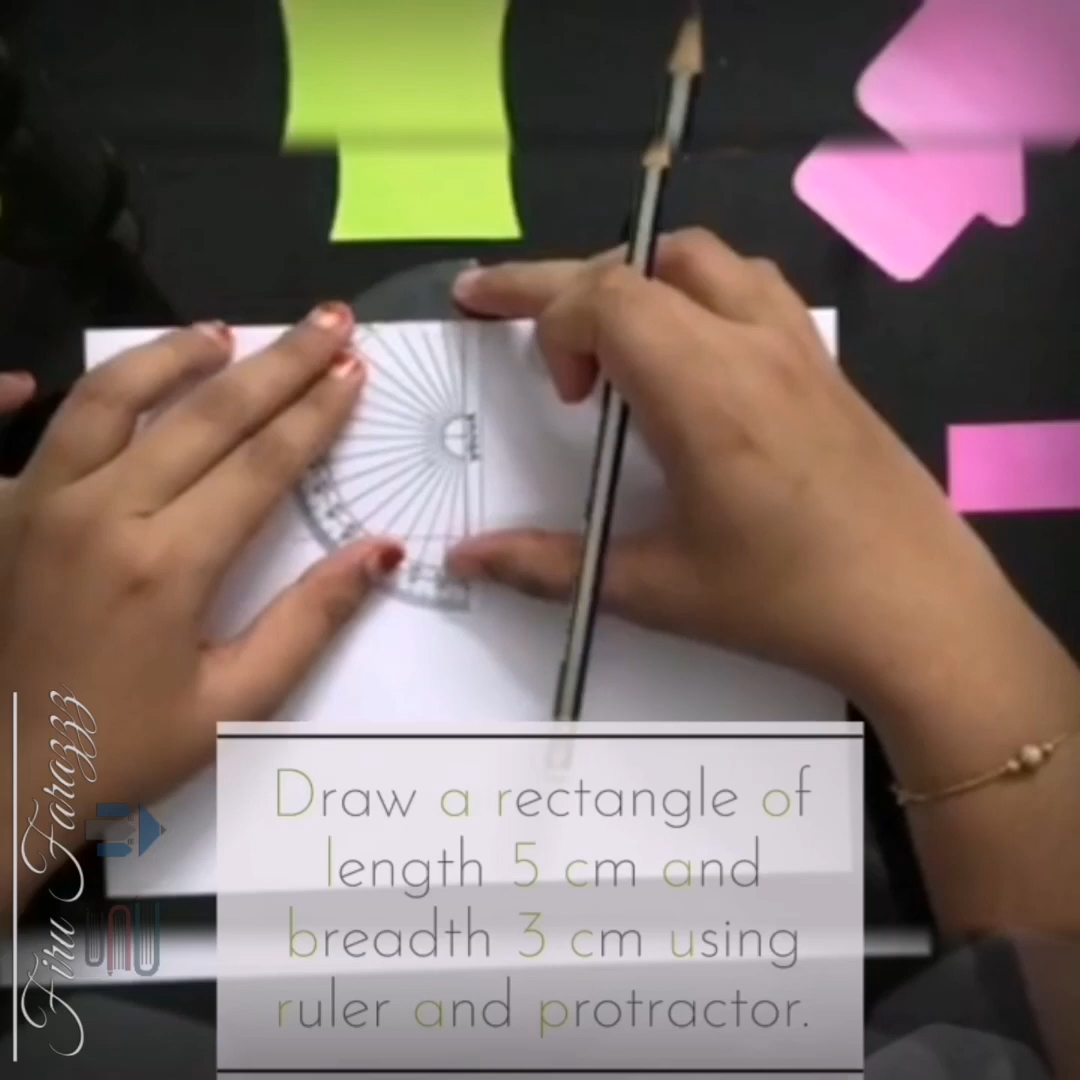 Draw a rectangle of
length 5 cm and
breadth 3 cm using
ruler and protractor.
Firu Farazzz